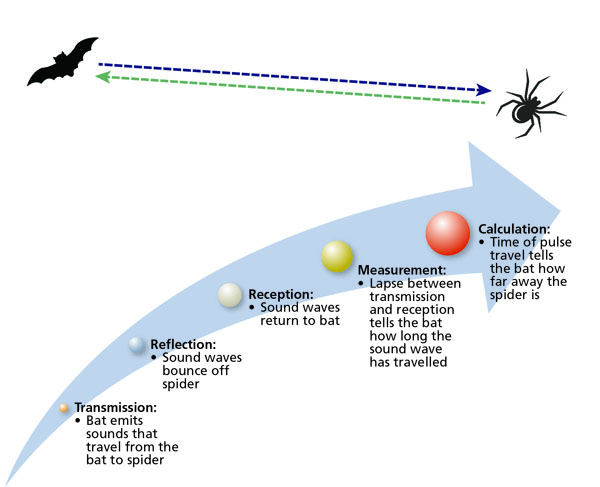 Transmission:
• Bat emits
sounds that
travel from the
bat to spider
Reflection:
• Sound waves
bounce off
spider
Reception:
• Sound waves
return to bat
Measurement:
• Lapse between
transmission
and reception
tells the bat
how long the
sound wave
has travelled
Calculation:
• Time of pulse
travel tells
the bat how
far away the
spider is